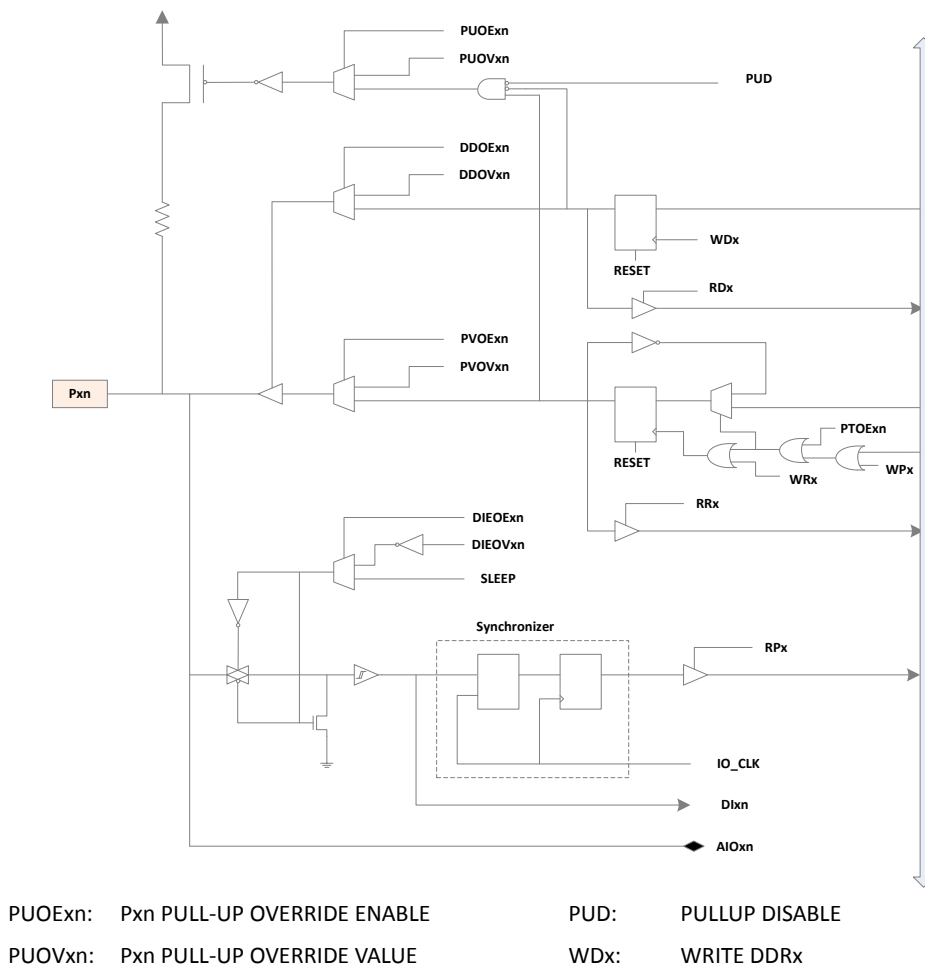 PUOExn
PUOVxn
PUD
DDOExn
DDOVxn
WDx
RESET
RDx
PVOExn
PVOVxn
Pxn
PTOExn
RESET
WRx
WPx
RRx
DIEOExn
DIEOVxn
SLEEP
Synchronizer
RPx
IO_CLK
DIxn
AIOxn
PUOExn: Pxn PULL-UP OVERRIDE ENABLE PUD: PULLUP DISABLE
PUOVxn: Pxn PULL-UP OVERRIDE VALUE WDx: WRITE DDRx